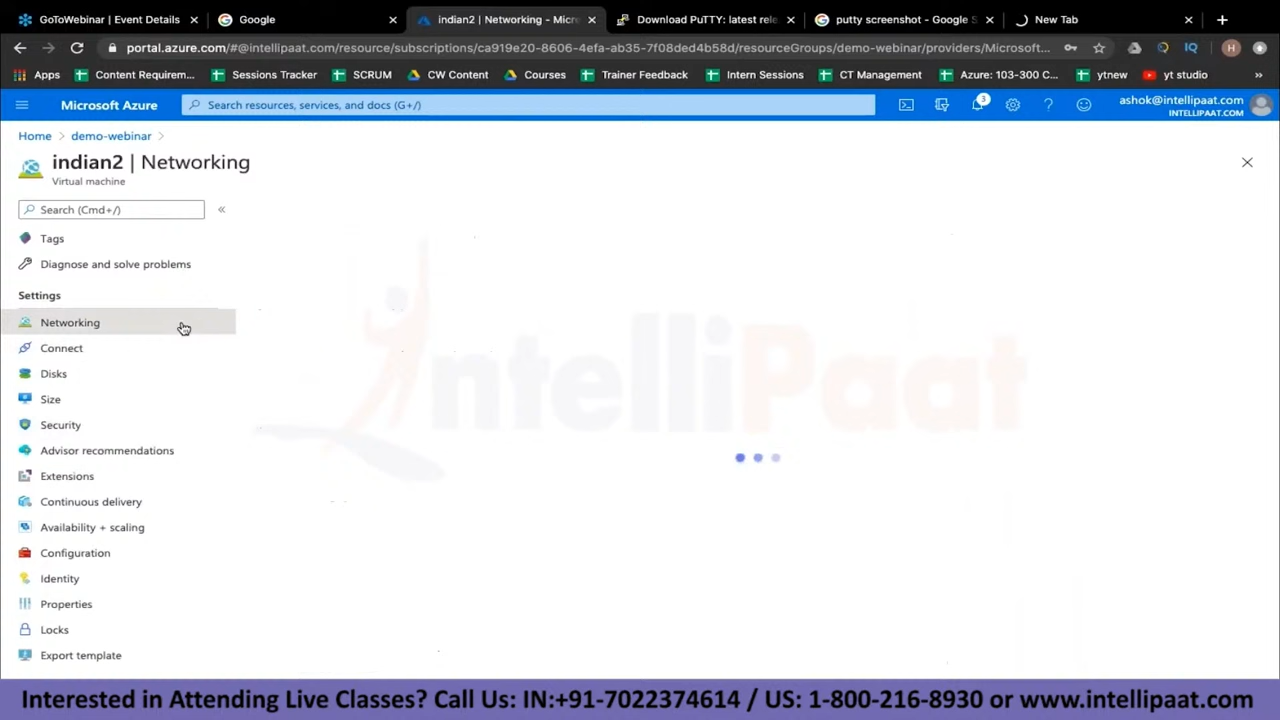 GoToWebinar | Event Details
Google
indian2 | Networking - Micr
Download PuTTY: latest rele
putty screenshot - Google S
New Tab
portal.azure.com/#@intellipaat.com/resource/subscriptions/ca919e20-8606-4efa-ab35-7f08ded4b58d/resourceGroups/demo-webinar/providers/Microsoft...
IQ
H
Apps
Content Requirem...
Sessions Tracker
SCRUM
CW Content
Courses
Trainer Feedback
Intern Sessions
CT Management
Azure: 103-300 C...
ytnew
yt studio
»
Microsoft Azure
Search resources, services, and docs (G+/)
3
ashok@intellipaat.com
INTELLIPAAT.COM
Home > demo-webinar >
indian2 | Networking
Virtual machine
Search (Cmd+/)
«
Tags
Diagnose and solve problems
Settings
Networking
Connect
Disks
Size
Security
Advisor recommendations
Extensions
Continuous delivery
Availability + scaling
Configuration
Identity
Properties
Locks
Export template
IntelliPaat
Interested in Attending Live Classes? Call Us: IN:+91-7022374614 / US: 1-800-216-8930 or www.intellipaat.com